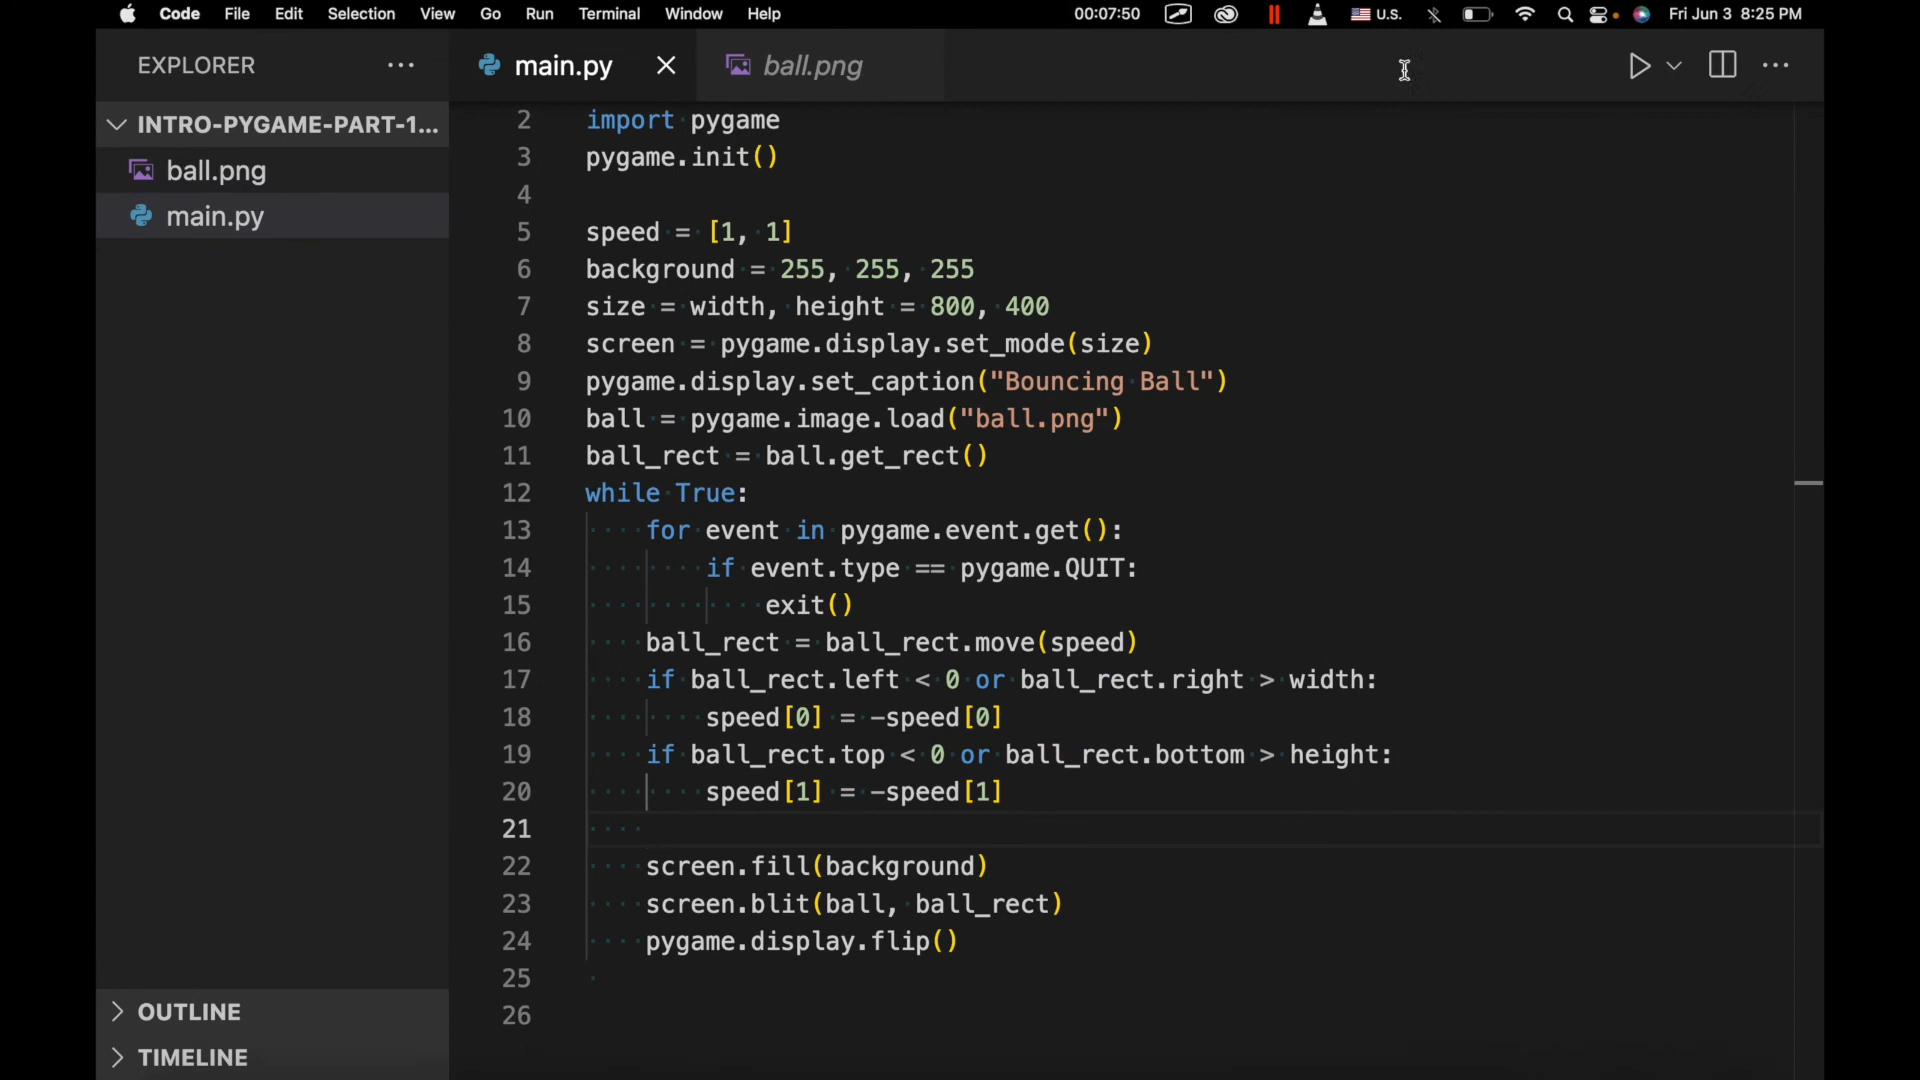 Code File Edit Selection View Go Run Terminal Window Help 00:07:50 U.S. Fri Jun 3 8:25 PM
EXPLORER ···
main.py
ball.png
INTRO-PYGAME-PART-1...
ball.png
main.py
2 import pygame
3 pygame.init()
4
5 speed = [1, 1]
6 background = 255, 255, 255
7 size = width, height = 800, 400
8 screen = pygame.display.set_mode(size)
9 pygame.display.set_caption("Bouncing Ball")
10 ball = pygame.image.load("ball.png")
11 ball_rect = ball.get_rect()
12 while True:
13 for event in pygame.event.get():
14 if event.type == pygame.QUIT:
15 exit()
16 ball_rect = ball_rect.move(speed)
17 if ball_rect.left < 0 or ball_rect.right > width:
18 speed[0] = -speed[0]
19 if ball_rect.top < 0 or ball_rect.bottom > height:
20 speed[1] = -speed[1]
21
22 screen.fill(background)
23 screen.blit(ball, ball_rect)
24 pygame.display.flip()
25
26
OUTLINE
TIMELINE